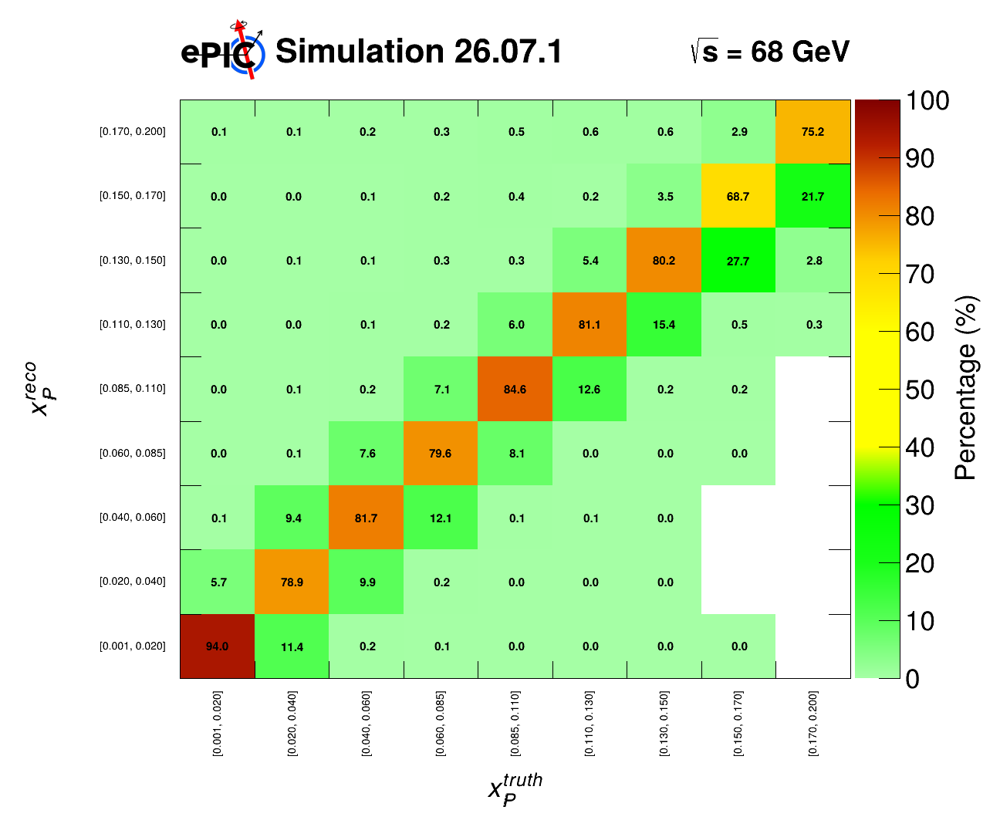 ePIC Simulation 26.07.1 √s = 68 GeV
[0.170, 0.200] 0.1 0.1 0.2 0.3 0.5 0.6 0.6 2.9 75.2
[0.150, 0.170] 0.0 0.0 0.1 0.2 0.4 0.2 3.5 68.7 21.7
[0.130, 0.150] 0.0 0.1 0.1 0.3 0.3 5.4 80.2 27.7 2.8
[0.110, 0.130] 0.0 0.0 0.1 0.2 6.0 81.1 15.4 0.5 0.3
[0.085, 0.110] 0.0 0.1 0.2 7.1 84.6 12.6 0.2 0.2
[0.060, 0.085] 0.0 0.1 7.6 79.6 8.1 0.0 0.0 0.0
[0.040, 0.060] 0.1 9.4 81.7 12.1 0.1 0.1 0.0
[0.020, 0.040] 5.7 78.9 9.9 0.2 0.0 0.0 0.0
[0.001, 0.020] 94.0 11.4 0.2 0.1 0.0 0.0 0.0 0.0
[0.001, 0.020] [0.020, 0.040] [0.040, 0.060] [0.060, 0.085] [0.085, 0.110] [0.110, 0.130] [0.130, 0.150] [0.150, 0.170] [0.170, 0.200]
x_P^truth
x_P^reco
100
90
80
70
60
50
40
30
20
10
0
Percentage (%)